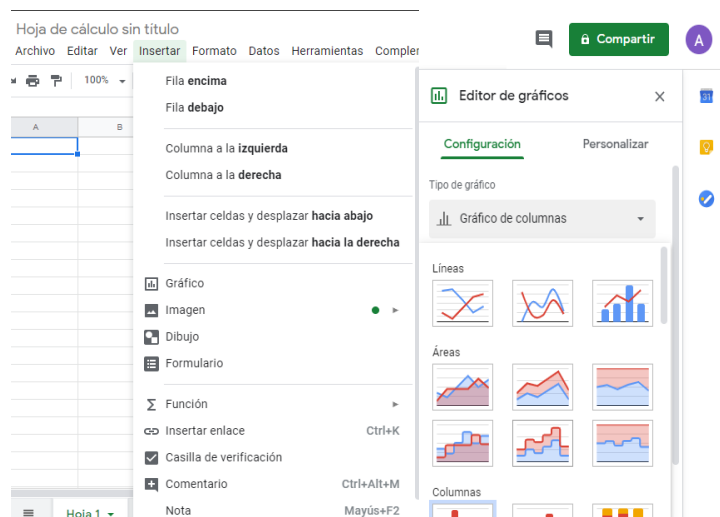 Hoja de cálculo sin título
Archivo Editar Ver Insertar Formato Datos Herramientas Compler
Compartir
A
100%
A B
Fila encima
Fila debajo
Columna a la izquierda
Columna a la derecha
Insertar celdas y desplazar hacia abajo
Insertar celdas y desplazar hacia la derecha
Gráfico
Imagen
Dibujo
Formulario
Función
Insertar enlace Ctrl+K
Casilla de verificación
Comentario Ctrl+Alt+M
Nota Mayús+F2
Hoja 1
Editor de gráficos
Configuración Personalizar
Tipo de gráfico
Gráfico de columnas
Líneas
Áreas
Columnas
31